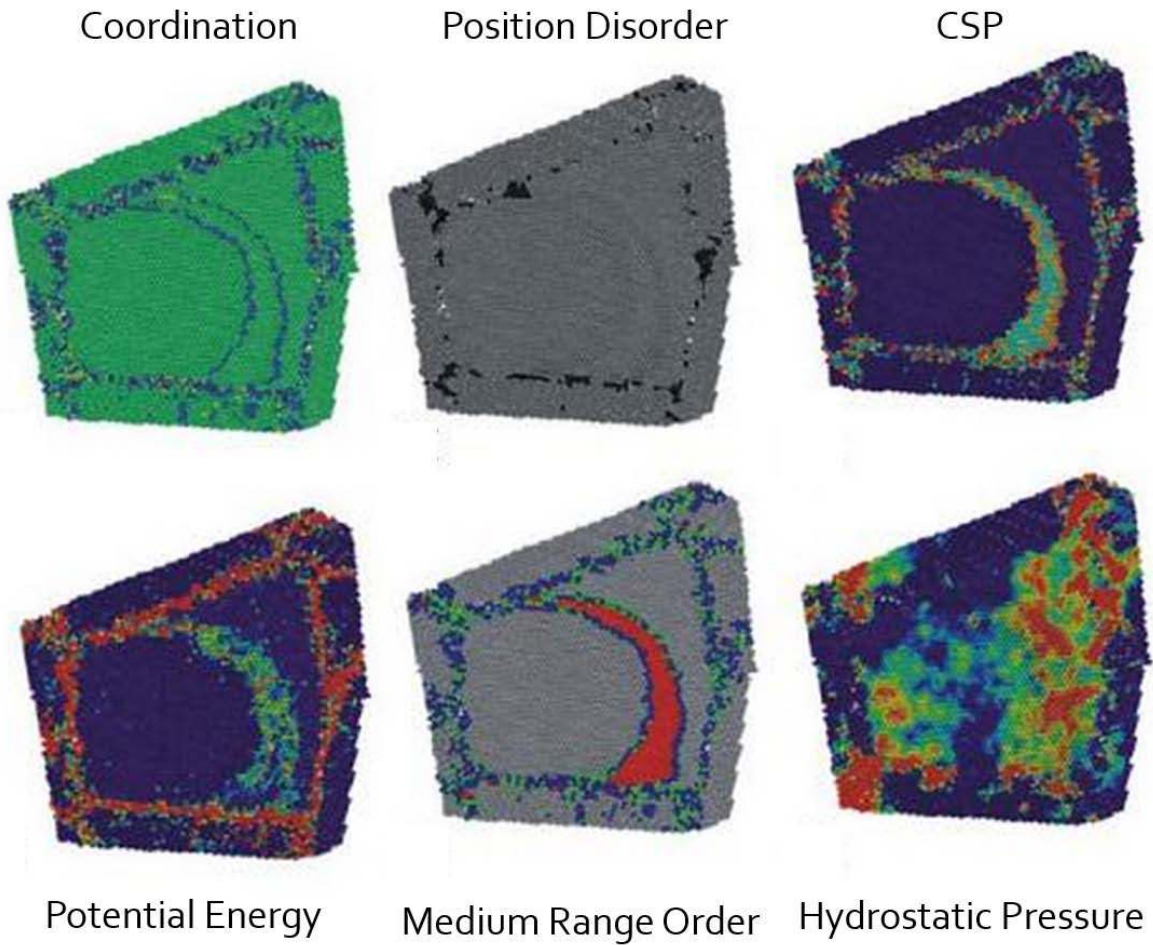 Coordination
Position Disorder
CSP
Potential Energy
Medium Range Order
Hydrostatic Pressure